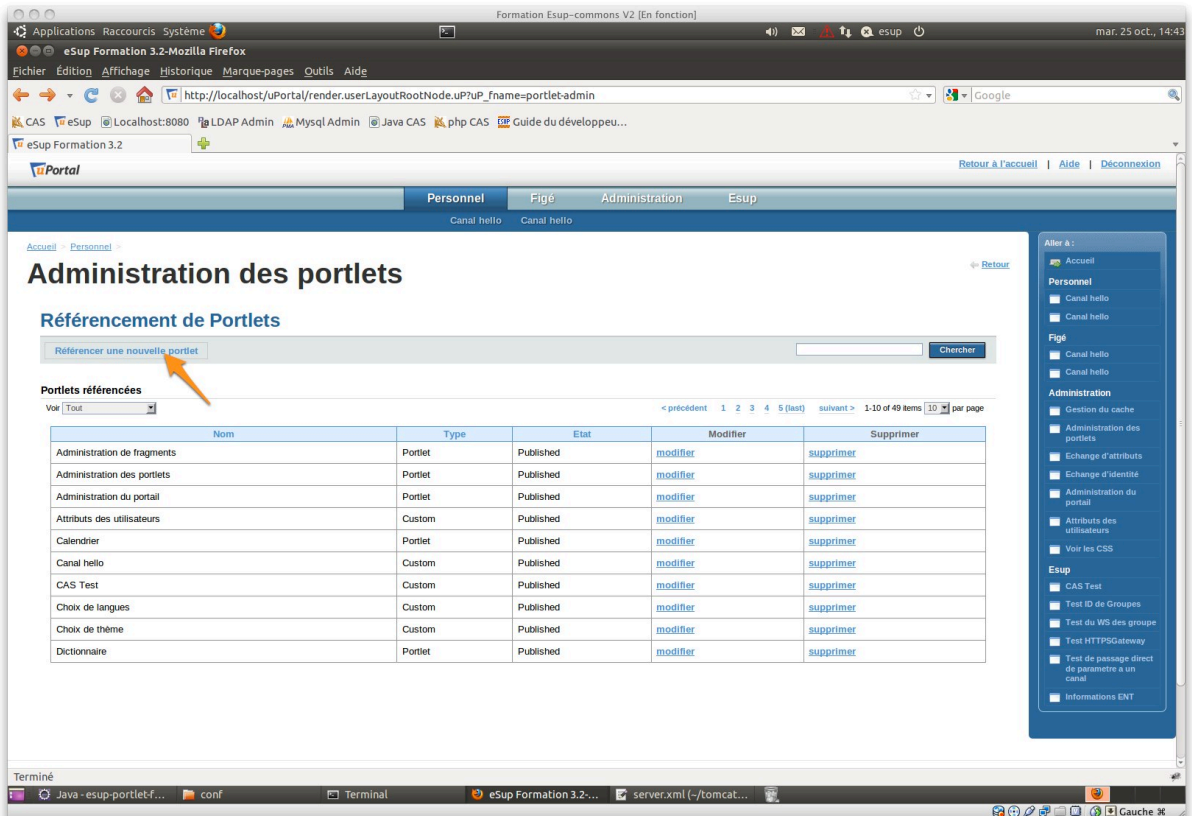 Formation Esup-commons V2 [En fonction]
Applications Raccourcis Système esup mar. 25 oct., 14:43
eSup Formation 3.2-Mozilla Firefox
Fichier Édition Affichage Historique Marque-pages Outils Aide
http://localhost/uPortal/render.userLayoutRootNode.uP?uP_fname=portlet-admin Google
CAS eSup Localhost:8080 LDAP Admin Mysql Admin Java CAS php CAS Guide du développeu...
eSup Formation 3.2
uPortal Retour à l'accueil | Aide | Déconnexion
Personnel Figé Administration Esup
Canal hello Canal hello
Accueil > Personnel >
Administration des portlets
Retour
Référencement de Portlets
Référencer une nouvelle portlet Chercher
Portlets référencées
Voir Tout < précédent 1 2 3 4 5 (last) suivant > 1-10 of 49 items 10 par page
Nom Type Etat Modifier Supprimer
Administration de fragments Portlet Published modifier supprimer
Administration des portlets Portlet Published modifier supprimer
Administration du portail Portlet Published modifier supprimer
Attributs des utilisateurs Custom Published modifier supprimer
Calendrier Portlet Published modifier supprimer
Canal hello Custom Published modifier supprimer
CAS Test Custom Published modifier supprimer
Choix de langues Custom Published modifier supprimer
Choix de thème Custom Published modifier supprimer
Dictionnaire Portlet Published modifier supprimer
Aller à :
Accueil
Personnel
Canal hello
Canal hello
Figé
Canal hello
Canal hello
Administration
Gestion du cache
Administration des
portlets
Echange d'attributs
Echange d'identité
Administration du
portail
Attributs des
utilisateurs
Voir les CSS
Esup
CAS Test
Test ID de Groupes
Test du WS des groupe
Test HTTPSGateway
Test de passage direct
de parametre a un
canal
Informations ENT
Terminé
Java - esup-portlet-f... conf Terminal eSup Formation 3.2-... server.xml (~/tomcat...
Gauche ⌘